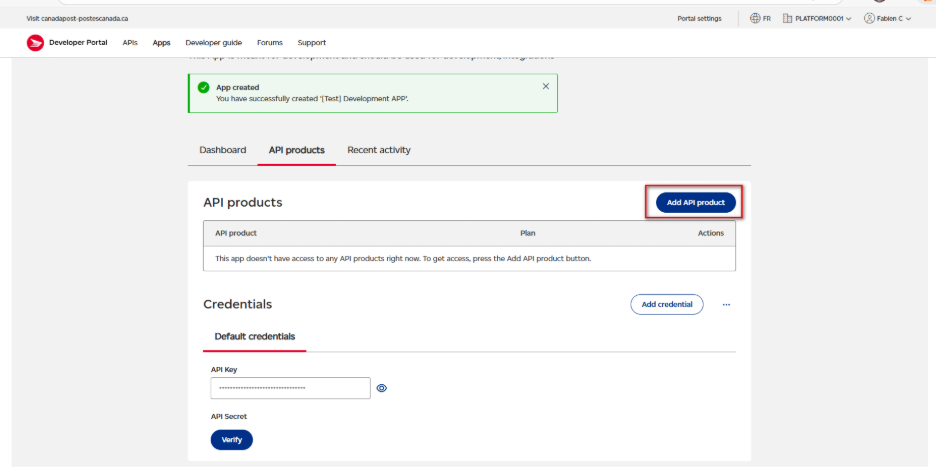 Visit canadapost-postescanada.ca
Portal settings
FR
PLATFORM0001
Fabien C
Developer Portal
APIs
Apps
Developer guide
Forums
Support
App created
You have successfully created '[Test] Development APP'.
Dashboard
API products
Recent activity
API products
Add API product
API product
Plan
Actions
This app doesn't have access to any API products right now. To get access, press the Add API product button.
Credentials
Add credential
...
Default credentials
API Key
API Secret
Verify